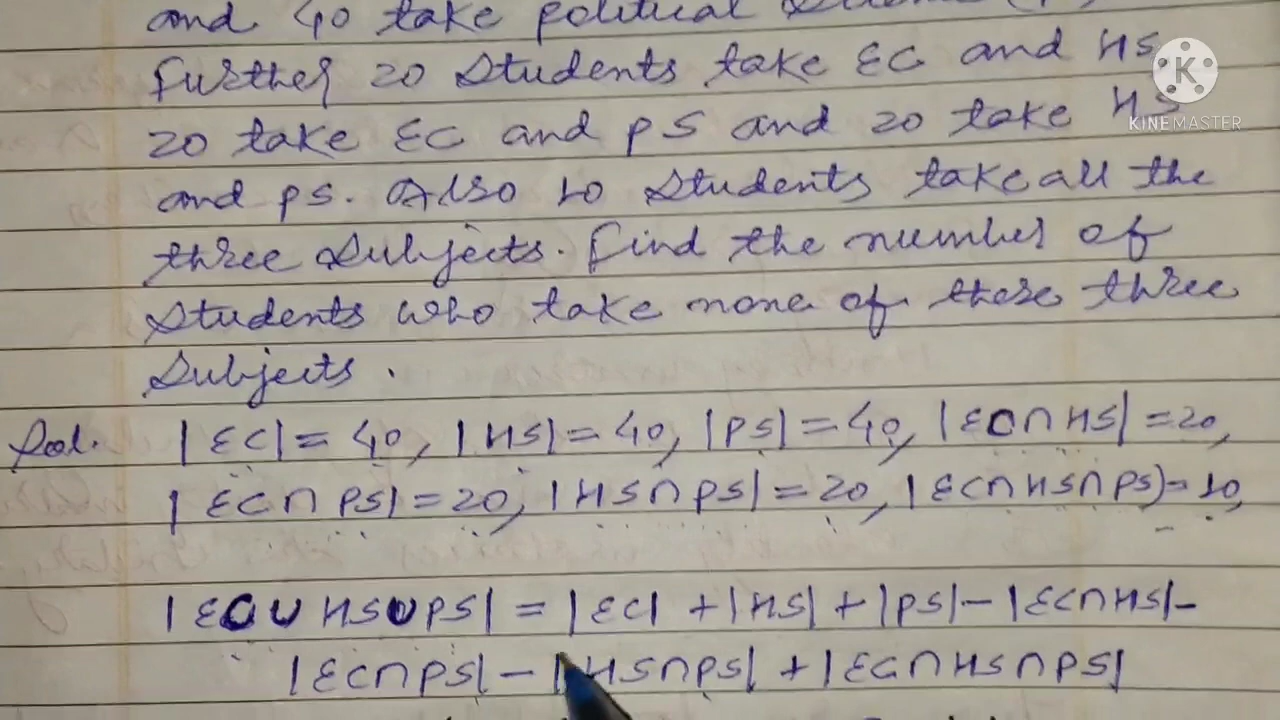 and 40 take political
Further 20 Students take EC and HS
20 take EC and PS and 20 take HS
and PS. Also 10 Students take all the
three Subjects. Find the number of
Students who take none of these three
Subjects.
Sol. |EC| = 40, |HS| = 40, |PS| = 40, |EC∩HS| = 20,
|EC∩PS| = 20, |HS∩PS| = 20, |EC∩HS∩PS| = 10,
|EC∪HS∪PS| = |EC| + |HS| + |PS| - |EC∩HS| -
|EC∩PS| - |HS∩PS| + |EC∩HS∩PS|
K
KINEMASTER